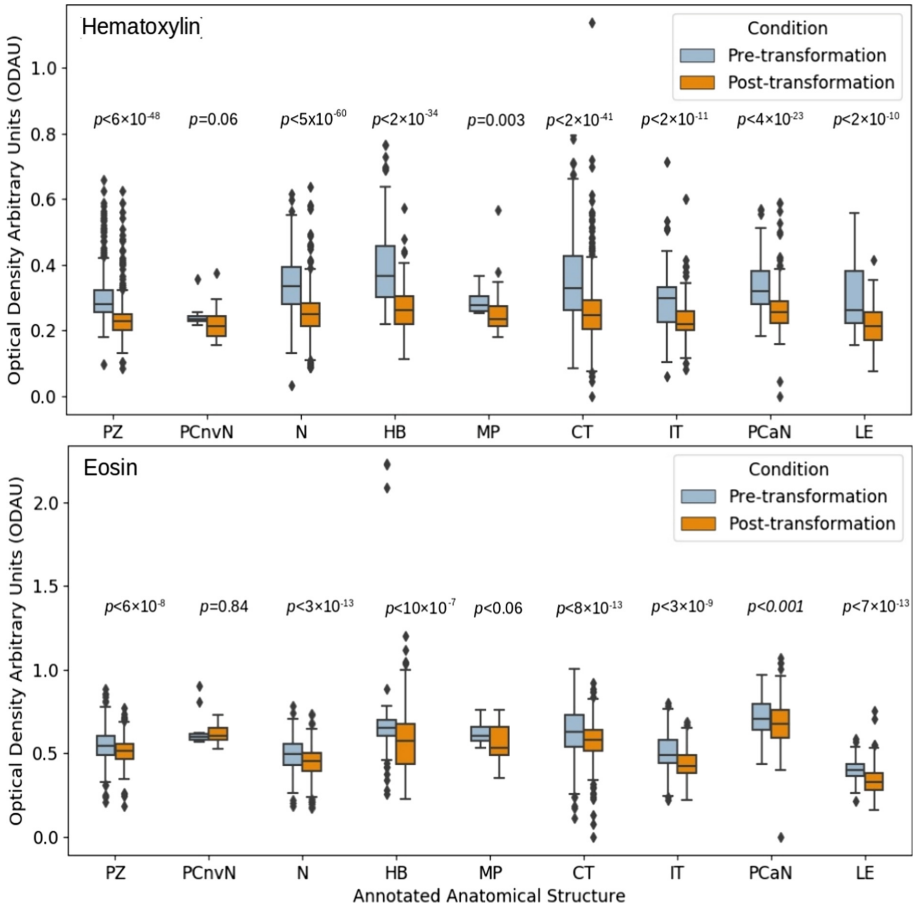 Hematoxylin
Condition
Pre-transformation
Post-transformation
Optical Density Arbitrary Units (ODAU)
1.0
0.8
0.6
0.4
0.2
0.0
p<6×10-48 p=0.06 p<5x10-60 p<2×10-34 p=0.003 p<2×10-41 p<2×10-11 p<4×10-23 p<2×10-10
PZ PCnvN N HB MP CT IT PCaN LE
Eosin
Condition
Pre-transformation
Post-transformation
Optical Density Arbitrary Units (ODAU)
2.0
1.5
1.0
0.5
0.0
p<6×10-8 p=0.84 p<3×10-13 p<10×10-7 p<0.06 p<8×10-13 p<3×10-9 p<0.001 p<7×10-13
PZ PCnvN N HB MP CT IT PCaN LE
Annotated Anatomical Structure